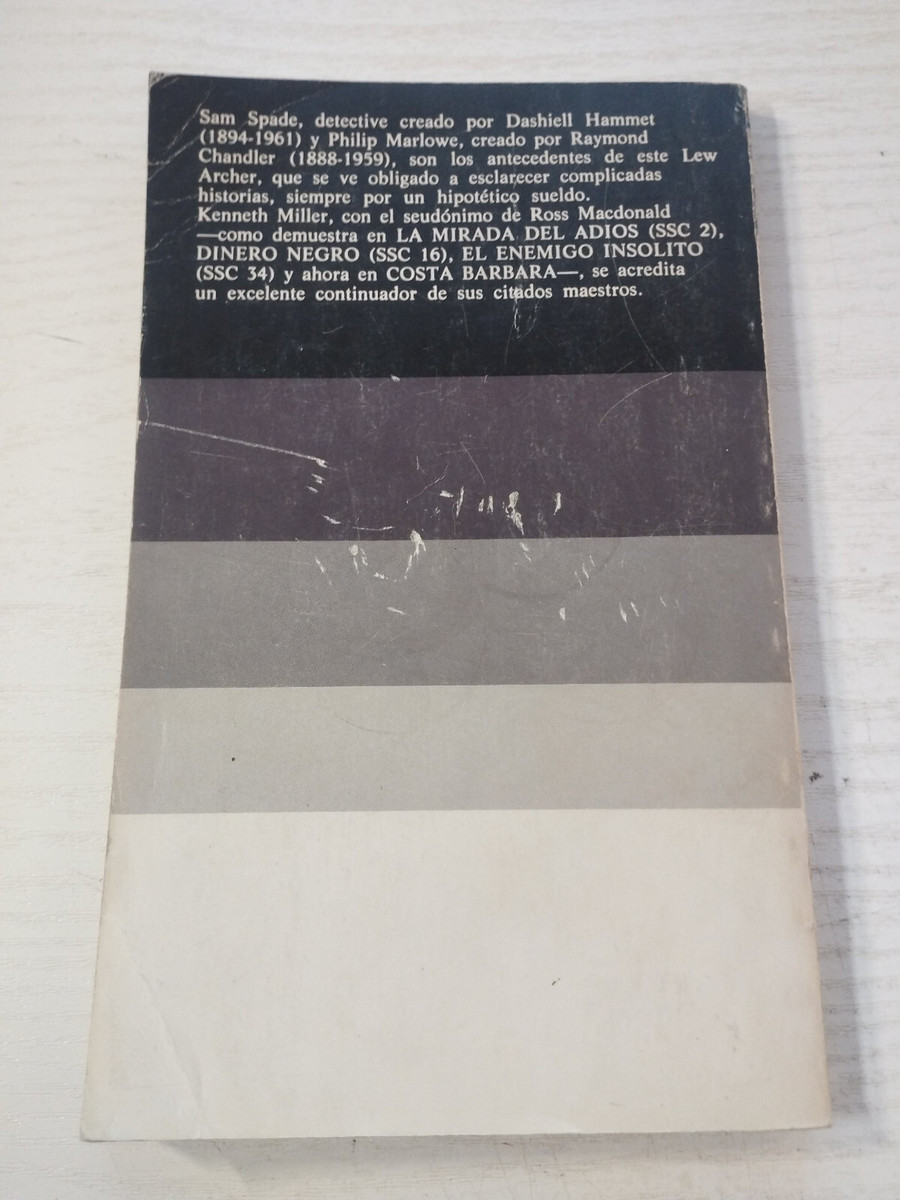 Sam Spade, detective creado por Dashiell Hammet
(1894-1961) y Philip Marlowe, creado por Raymond
Chandler (1888-1959), son los antecedentes de este Lew
Archer, que se ve obligado a esclarecer complicadas
historias, siempre por un hipotético sueldo.
Kenneth Miller, con el seudónimo de Ross Macdonald
—como demuestra en LA MIRADA DEL ADIOS (SSC 2),
DINERO NEGRO (SSC 16), EL ENEMIGO INSOLITO
(SSC 34) y ahora en COSTA BARBARA—, se acredita
un excelente continuador de sus citados maestros.